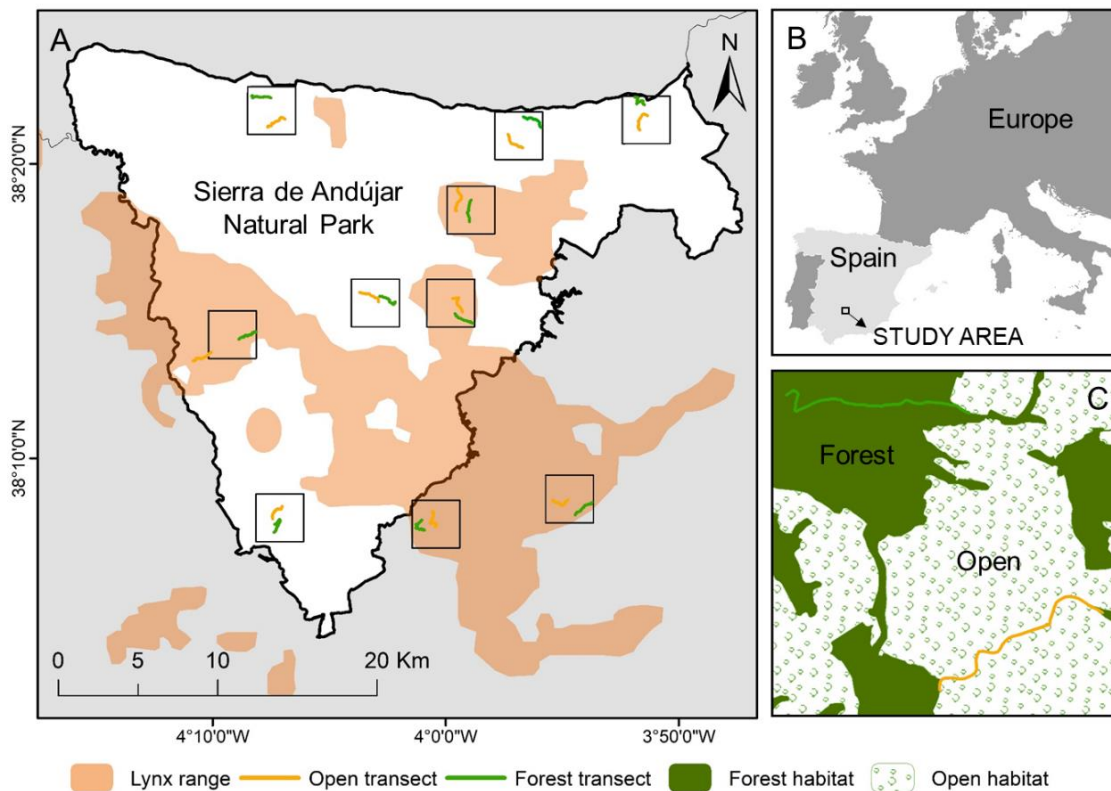 A
N
38°20'0"N
Sierra de Andújar
Natural Park
38°10'0"N
0
5
10
20 Km
4°10'0"W
4°00'0"W
3°50'0"W
B
Europe
Spain
STUDY AREA
C
Forest
Open
Lynx range
Open transect
Forest transect
Forest habitat
Open habitat